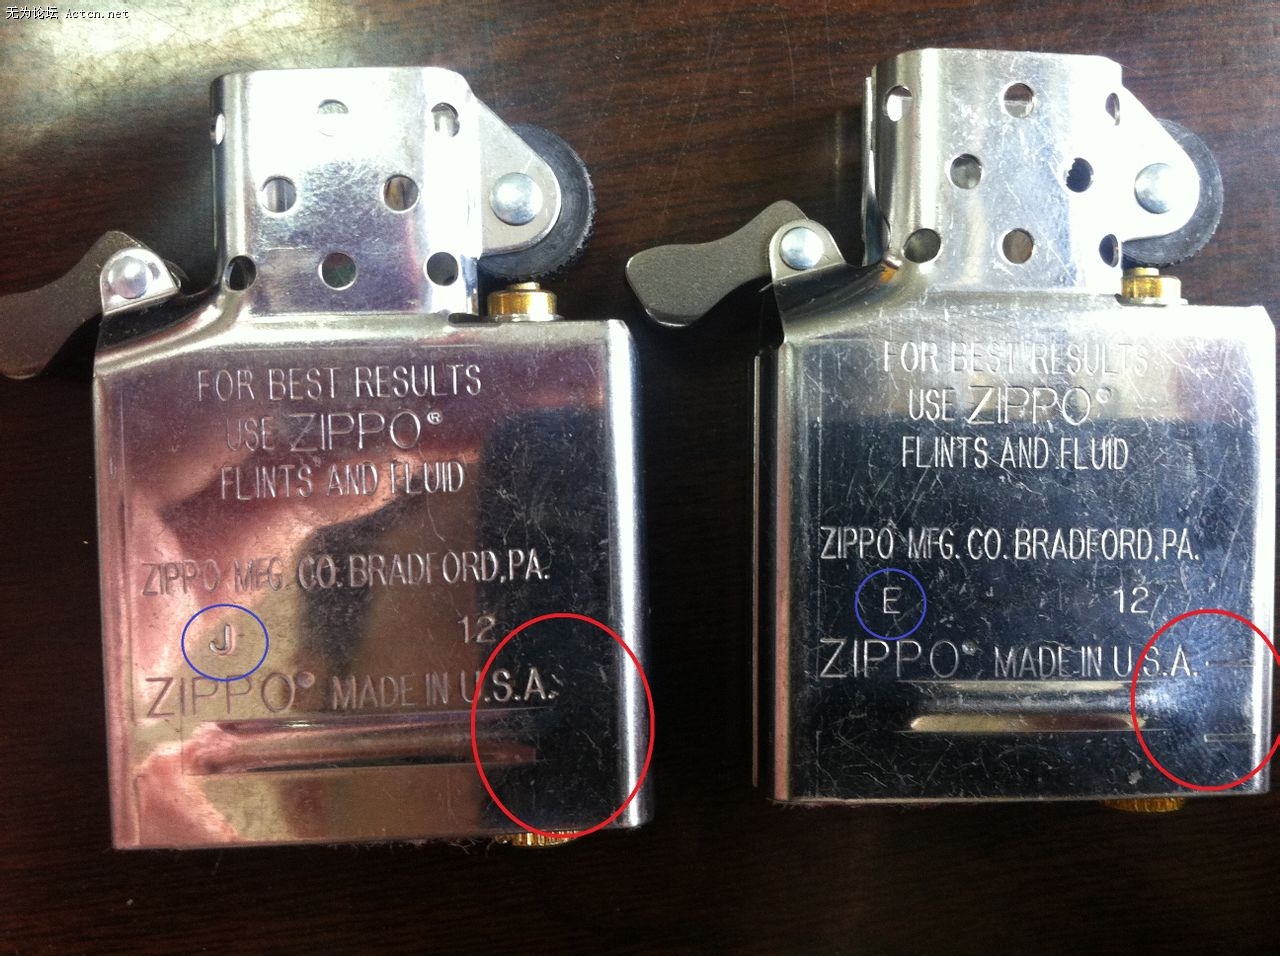 无为论坛 Actcn.net
FOR BEST RESULTS
USE ZIPPO®
FLINTS AND FLUID
ZIPPO MFG. CO. BRADFORD, PA.
J 12
ZIPPO® MADE IN U.S.A.
FOR BEST RESULTS
USE ZIPPO®
FLINTS AND FLUID
ZIPPO MFG. CO. BRADFORD, PA.
E 12
ZIPPO® MADE IN U.S.A.